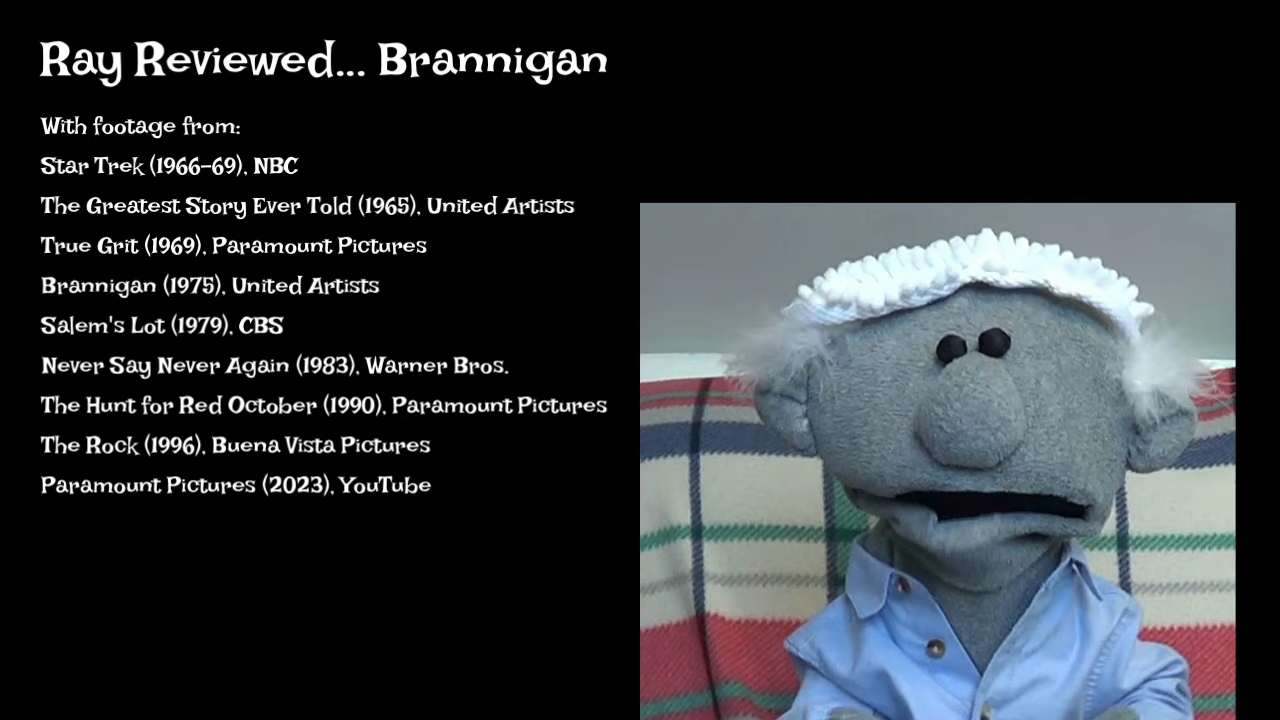 Ray Reviewed... Brannigan
With footage from:
Star Trek (1966-69), NBC
The Greatest Story Ever Told (1965), United Artists
True Grit (1969), Paramount Pictures
Brannigan (1975), United Artists
Salem's Lot (1979), CBS
Never Say Never Again (1983), Warner Bros.
The Hunt for Red October (1990), Paramount Pictures
The Rock (1996), Buena Vista Pictures
Paramount Pictures (2023), YouTube